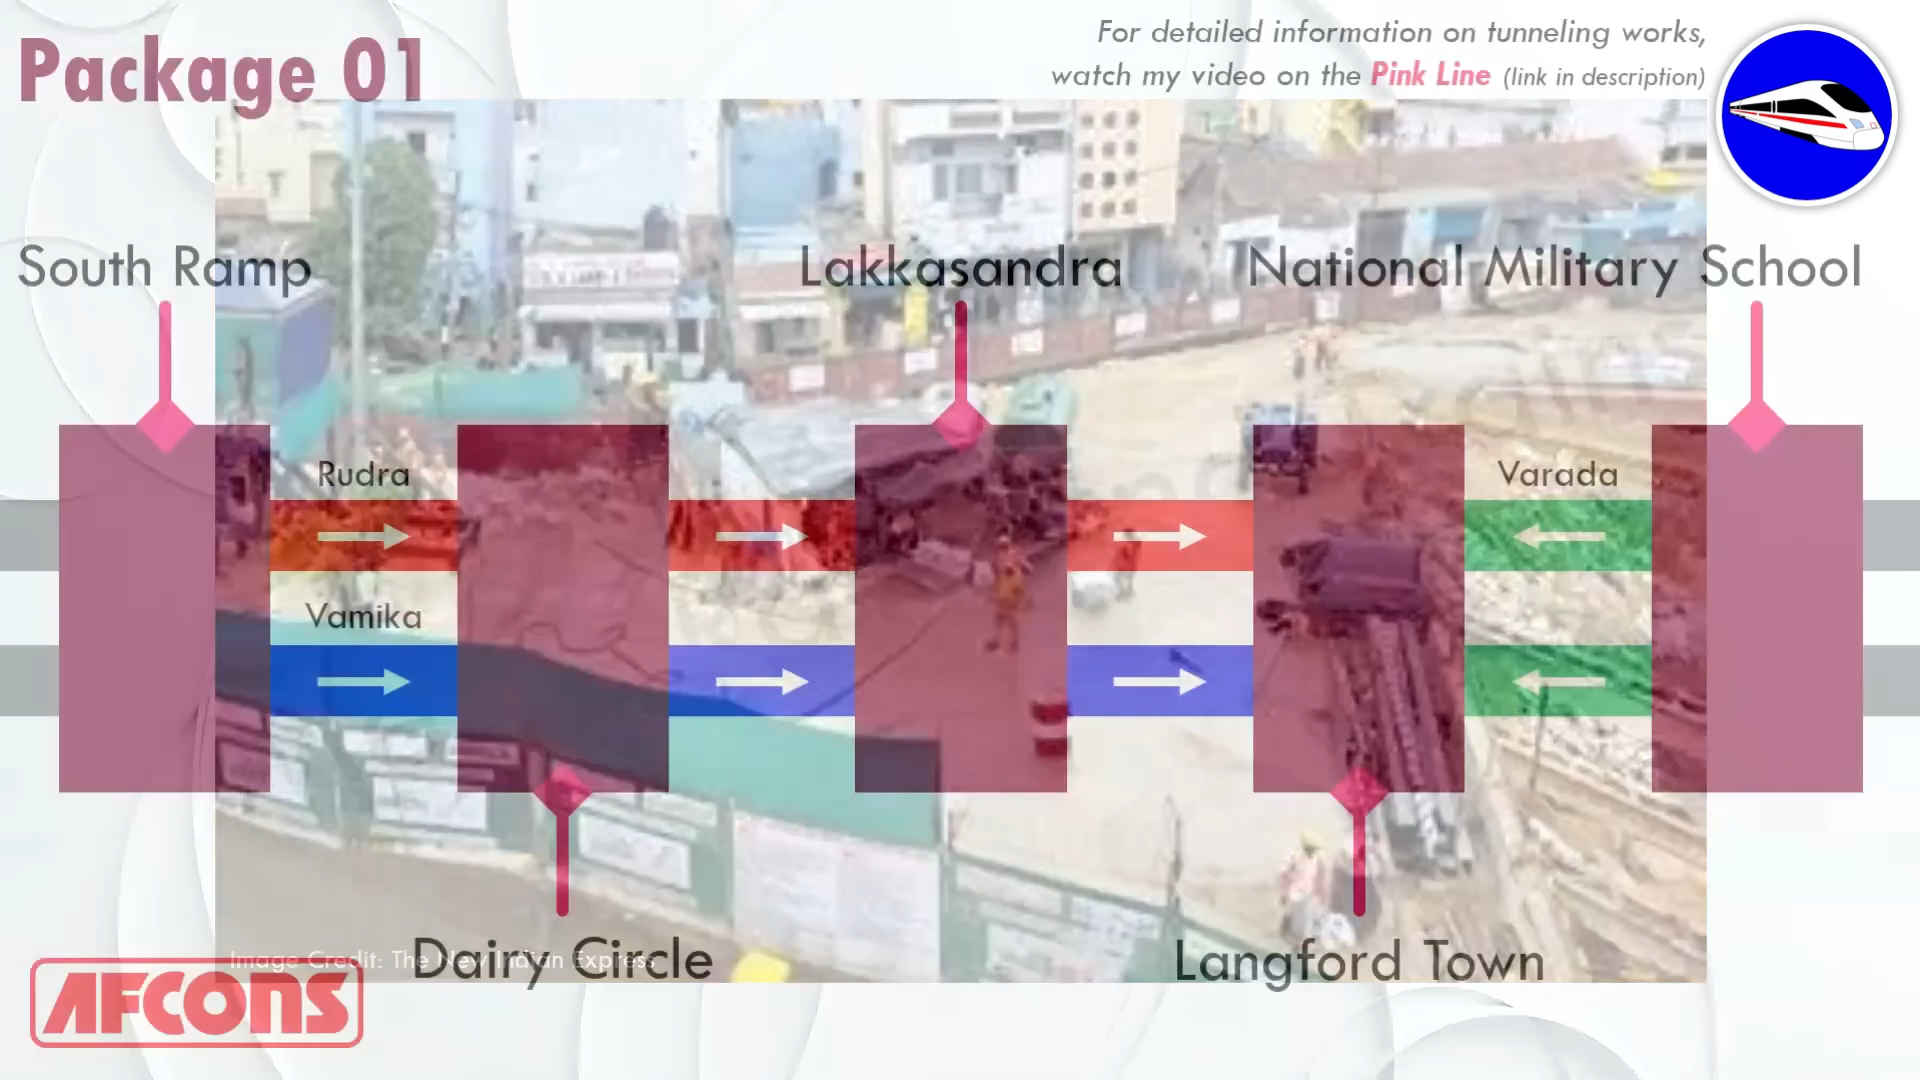 Package 01
For detailed information on tunneling works,
watch my video on the Pink Line (link in description)
South Ramp
Lakkasandra
National Military School
Rudra
Varada
Vamika
Dairy Circle
Langford Town
Image Credit: The New Indian Express
AFCONS